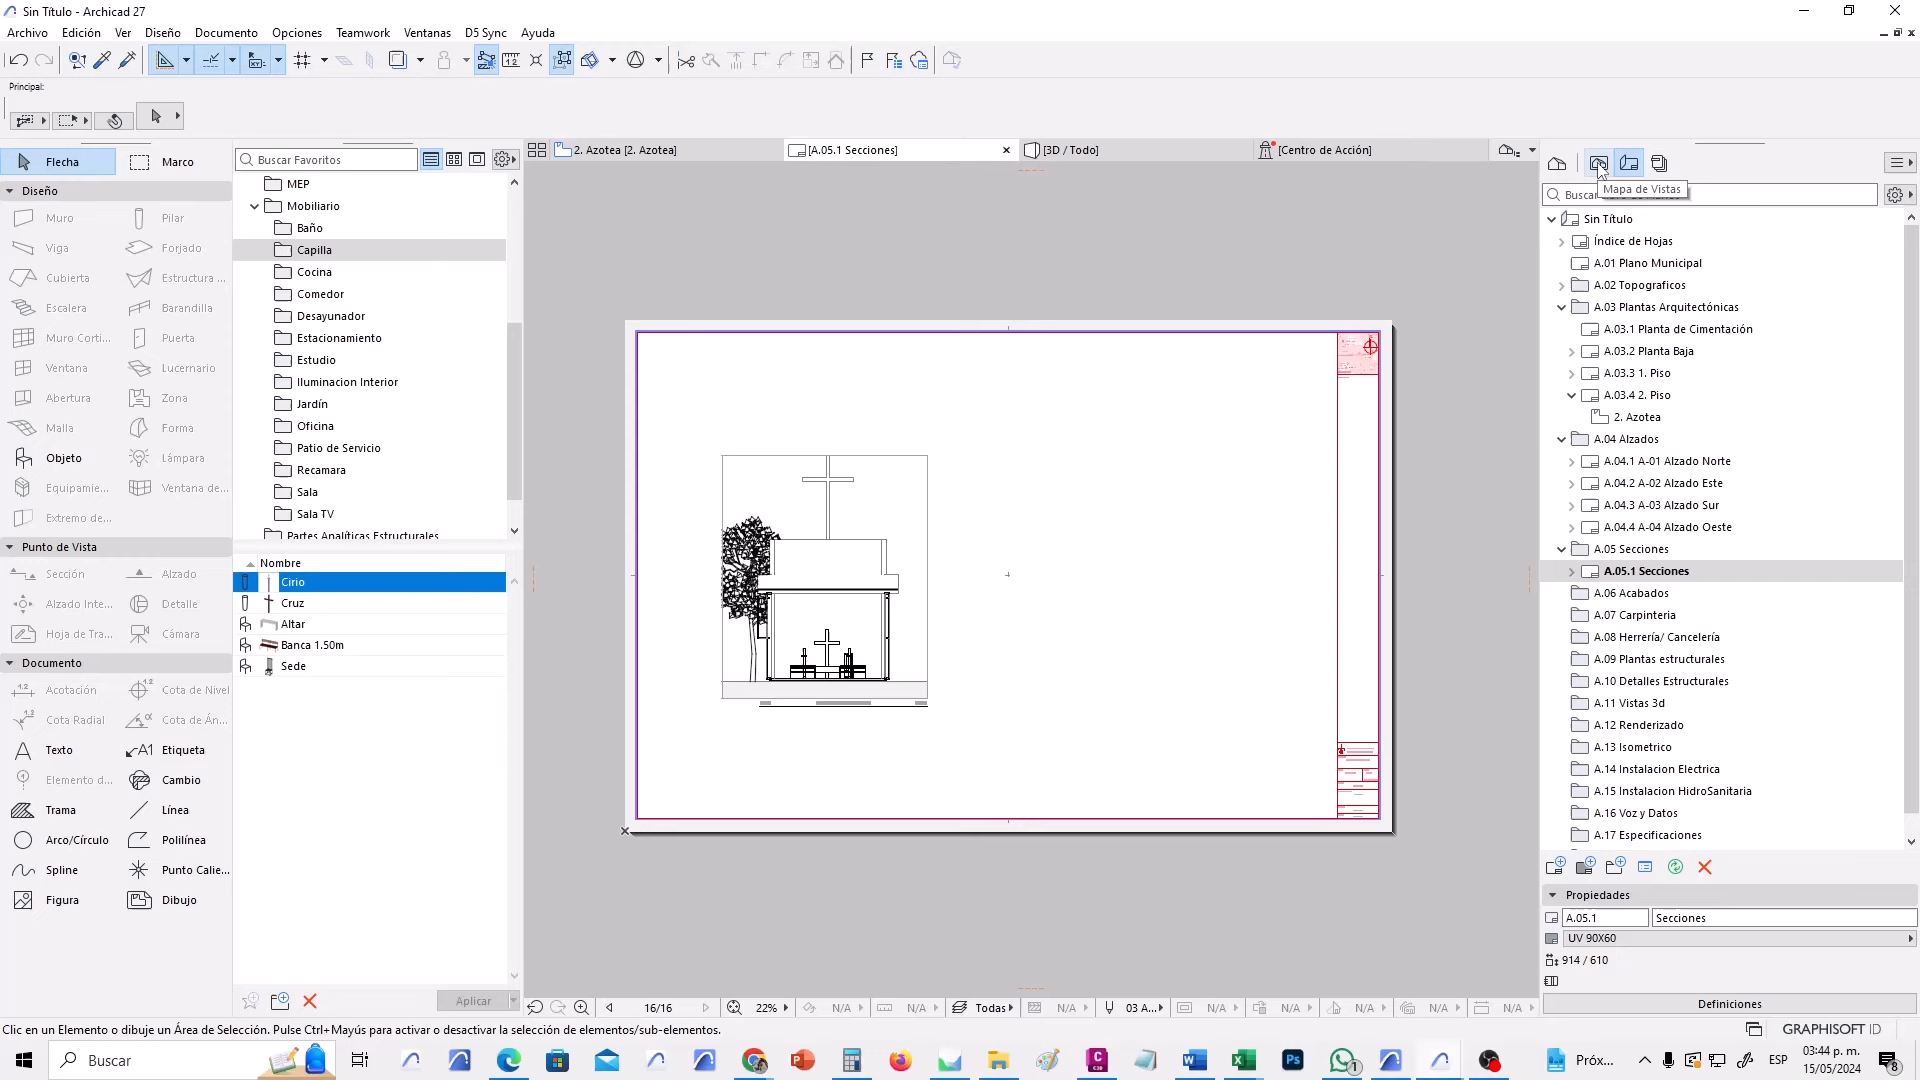 Sin Título - Archicad 27
Archivo Edición Ver Diseño Documento Opciones Teamwork Ventanas D5 Sync Ayuda
Principal:
Flecha Marco
Diseño
Muro Pilar
Viga Forjado
Cubierta Estructura ...
Escalera Barandilla
Muro Corti... Puerta
Ventana Lucernario
Abertura Zona
Malla Forma
Objeto Lámpara
Equipamie... Ventana de...
Extremo de...
Punto de Vista
Sección Alzado
Alzado Inte... Detalle
Hoja de Tra... Cámara
Documento
Acotación Cota de Nivel
Cota Radial Cota de Án...
Texto Etiqueta
Elemento d... Cambio
Trama Línea
Arco/Círculo Polilínea
Spline Punto Calie...
Figura Dibujo
Buscar Favoritos
MEP
Mobiliario
Baño
Capilla
Cocina
Comedor
Desayunador
Estacionamiento
Estudio
Iluminacion Interior
Jardín
Oficina
Patio de Servicio
Recamara
Sala
Sala TV
Partes Analíticas Estructurales
Nombre
Cirio
Cruz
Altar
Banca 1.50m
Sede
Aplicar
2. Azotea [2. Azotea] [A.05.1 Secciones] [3D / Todo] [Centro de Acción]
16/16 22% N/A N/A Todas N/A 03 A... N/A N/A N/A N/A N/A
Mapa de Vistas
Buscar
Sin Título
Índice de Hojas
A.01 Plano Municipal
A.02 Topograficos
A.03 Plantas Arquitectónicas
A.03.1 Planta de Cimentación
A.03.2 Planta Baja
A.03.3 1. Piso
A.03.4 2. Piso
2. Azotea
A.04 Alzados
A.04.1 A-01 Alzado Norte
A.04.2 A-02 Alzado Este
A.04.3 A-03 Alzado Sur
A.04.4 A-04 Alzado Oeste
A.05 Secciones
A.05.1 Secciones
A.06 Acabados
A.07 Carpinteria
A.08 Herrería/ Cancelería
A.09 Plantas estructurales
A.10 Detalles Estructurales
A.11 Vistas 3d
A.12 Renderizado
A.13 Isometrico
A.14 Instalacion Electrica
A.15 Instalacion HidroSanitaria
A.16 Voz y Datos
A.17 Especificaciones
Propiedades
A.05.1 Secciones
UV 90X60
914 / 610
Definiciones
Clic en un Elemento o dibuje un Área de Selección. Pulse Ctrl+Mayús para activar o desactivar la selección de elementos/sub-elementos.
GRAPHISOFT ID
Buscar
Próx...
ESP
03:44 p. m.
15/05/2024
8